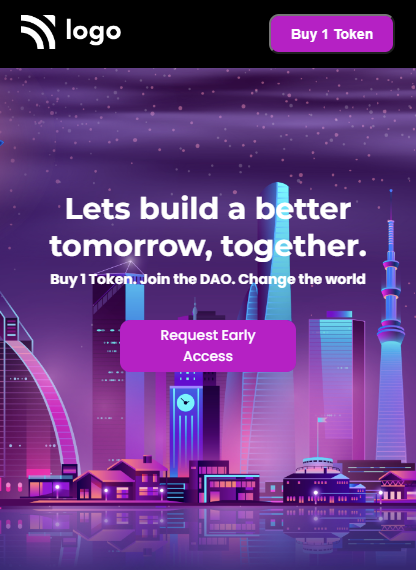 logo
Buy 1 Token
Lets build a better
tomorrow, together.
Buy 1 Token. Join the DAO. Change the world
Request Early
Access